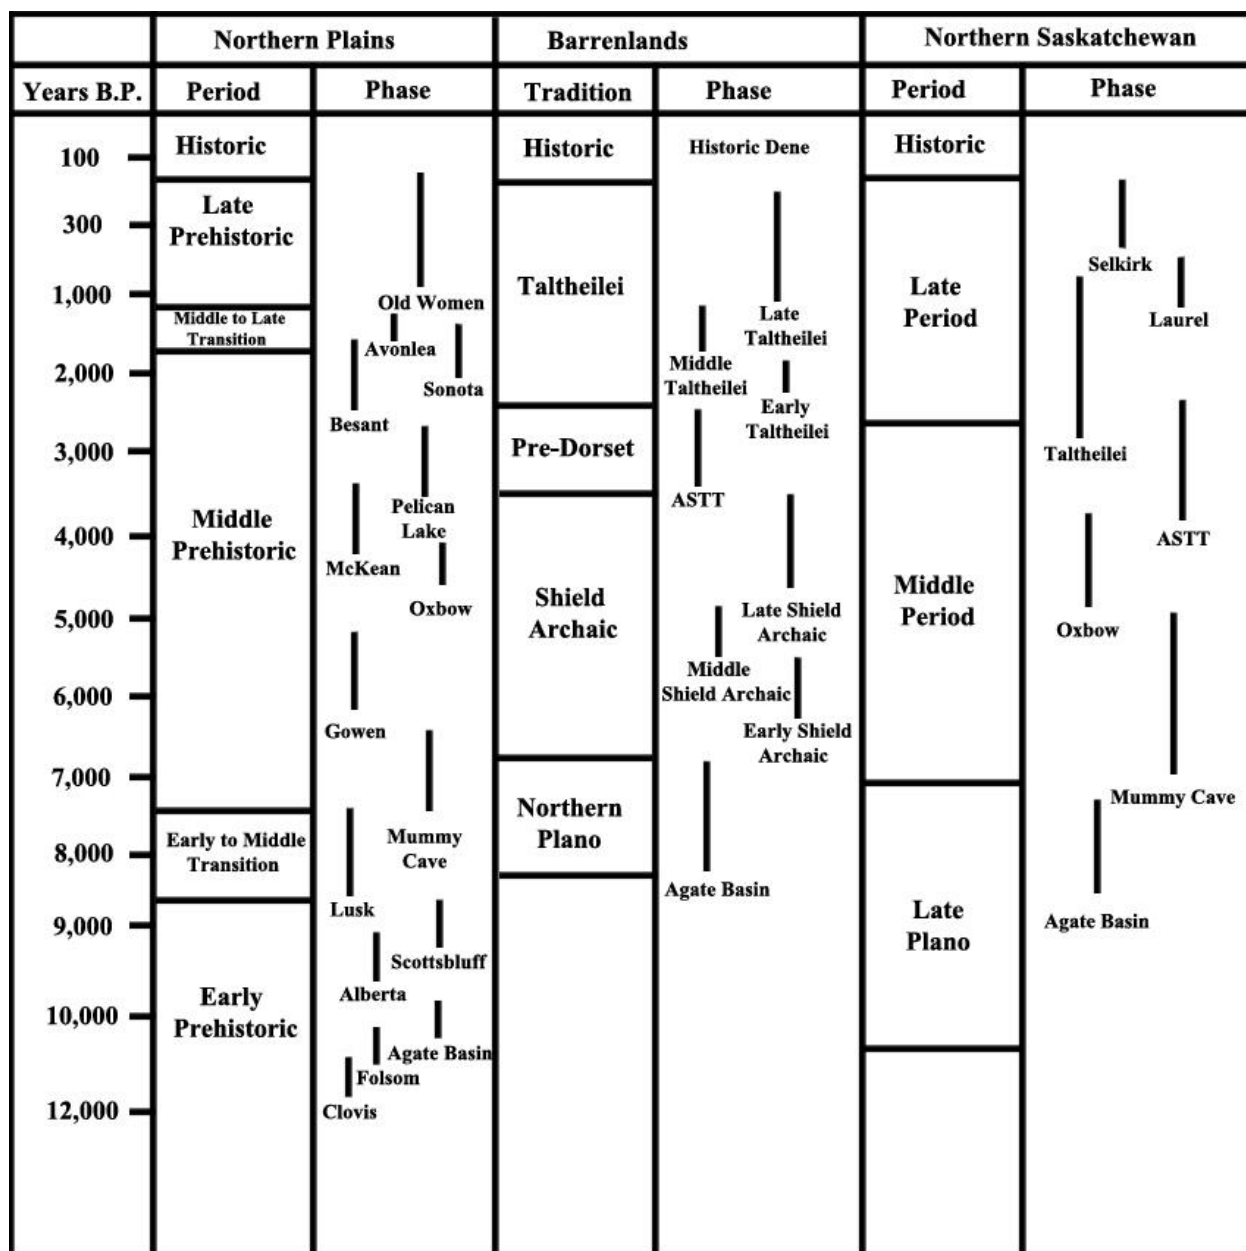 Northern Plains Barrenlands Northern Saskatchewan
Years B.P. Period Phase Tradition Phase Period Phase
100
300
1,000
2,000
3,000
4,000
5,000
6,000
7,000
8,000
9,000
10,000
12,000
Historic
Late
Prehistoric
Middle to Late
Transition
Middle
Prehistoric
Early to Middle
Transition
Early
Prehistoric
Old Women
Avonlea
Sonota
Besant
Pelican
Lake
McKean
Oxbow
Gowen
Mummy
Cave
Lusk
Scottsbluff
Alberta
Agate Basin
Folsom
Clovis
Historic
Taltheilei
Pre-Dorset
Shield
Archaic
Northern
Plano
Historic Dene
Late
Taltheilei
Middle
Taltheilei
Early
Taltheilei
ASTT
Late Shield
Archaic
Middle
Shield Archaic
Early Shield
Archaic
Agate Basin
Historic
Late
Period
Middle
Period
Late
Plano
Selkirk
Laurel
Taltheilei
ASTT
Oxbow
Mummy Cave
Agate Basin